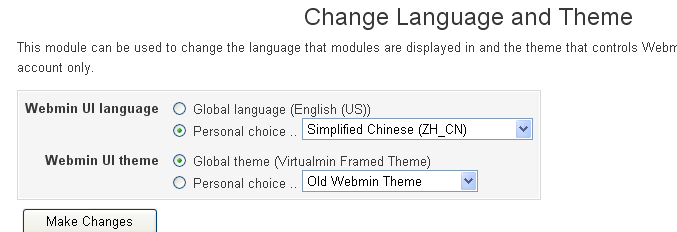 Change Language and Theme
This module can be used to change the language that modules are displayed in and the theme that controls Webm
account only.
Webmin UI language Global language (English (US))
Personal choice .. Simplified Chinese (ZH_CN)
Webmin UI theme Global theme (Virtualmin Framed Theme)
Personal choice .. Old Webmin Theme
Make Changes